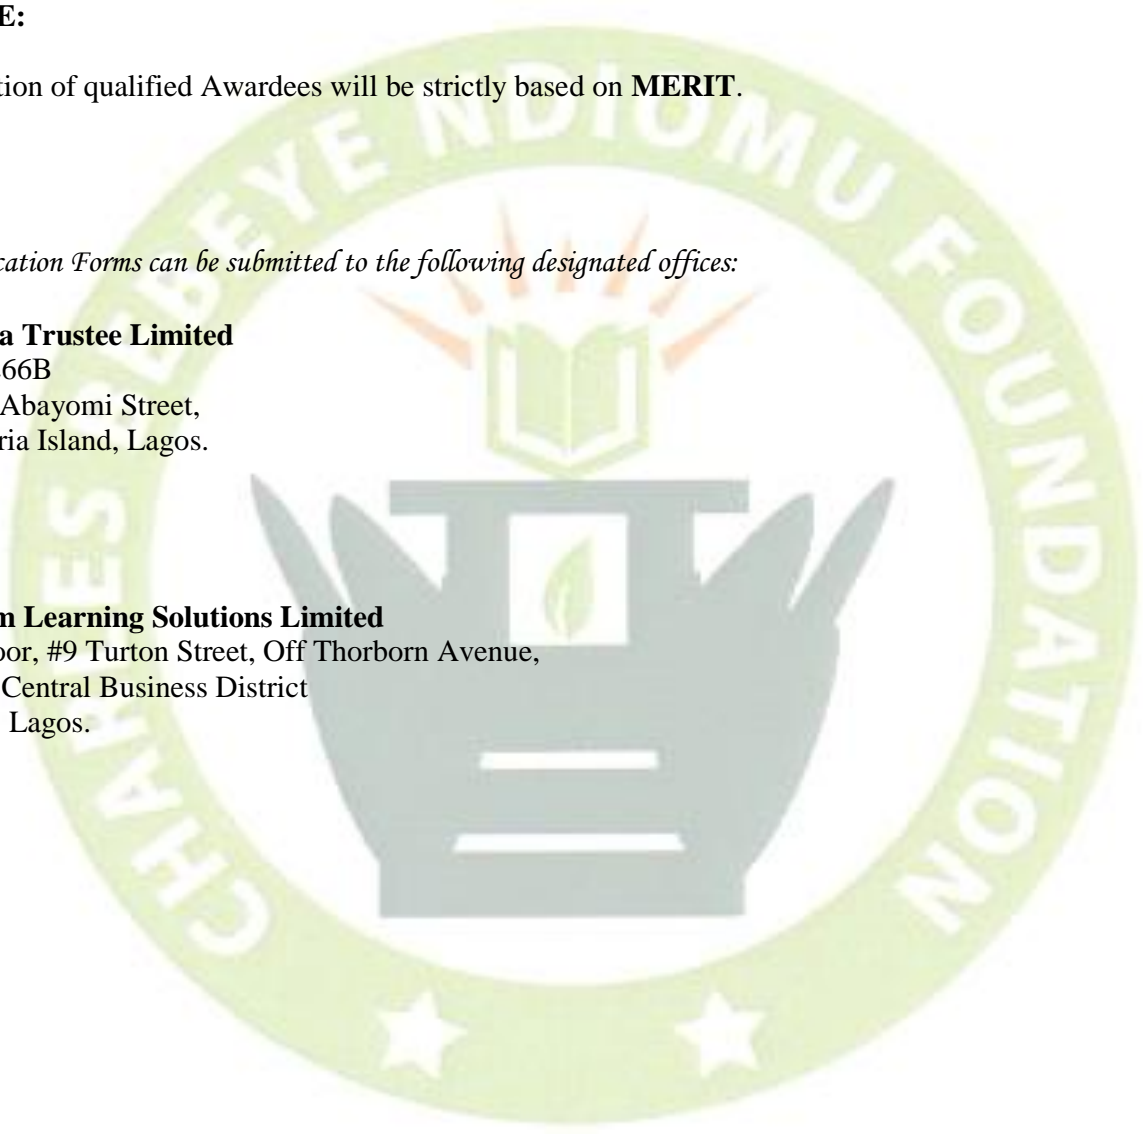 E:
tion of qualified Awardees will be strictly based on MERIT.
cation Forms can be submitted to the following designated offices:
a Trustee Limited
66B
Abayomi Street,
ria Island, Lagos.
m Learning Solutions Limited
oor, #9 Turton Street, Off Thorborn Avenue,
Central Business District
Lagos.
CHARLES ELEBEYE NDIOMU FOUNDATION